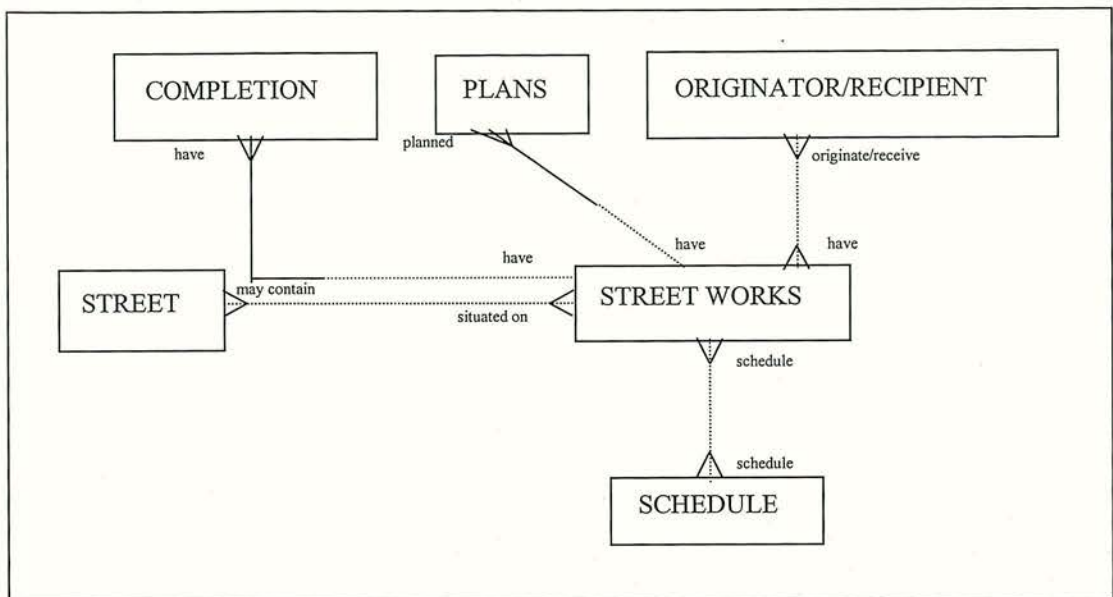 COMPLETION
PLANS
ORIGINATOR/RECIPIENT
have
planned
originate/receive
have
have
have
STREET
may contain
STREET WORKS
situated on
schedule
schedule
SCHEDULE